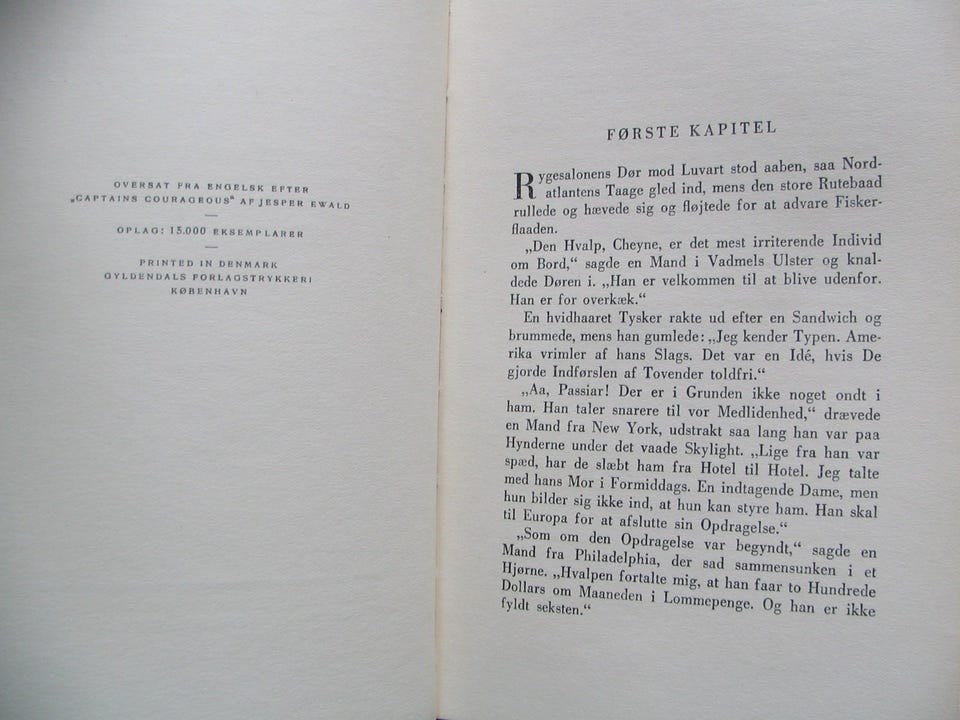 OVERSAT FRA ENGELSK EFTER
„CAPTAINS COURAGEOUS“ AF JESPER EWALD
OPLAG: 15.000 EKSEMPLARER
PRINTED IN DENMARK
GYLDENDALS FORLAGSTRYKKERI
KØBENHAVN
FØRSTE KAPITEL
Rygesalonens Dør mod Luvart stod aaben, saa Nord-
atlantens Taage gled ind, mens den store Rutebaad
rullede og hævede sig og fløjtede for at advare Fisker-
flaaden.
„Den Hvalp, Cheyne, er det mest irriterende Individ
om Bord,“ sagde en Mand i Vadmels Ulster og knal-
dede Døren i. „Han er velkommen til at blive udenfor.
Han er for overkæk.“
En hvidhaaret Tysker rakte ud efter en Sandwich og
brummede, mens han gumlede: „Jeg kender Typen. Ame-
rika vrimler af hans Slags. Det var en Idé, hvis De
gjorde Indførslen af Tovender toldfri.“
„Aa, Passiar! Der er i Grunden ikke noget ondt i
ham. Han taler snarere til vor Medlidenhed,“ drævede
en Mand fra New York, udstrakt saa lang han var paa
Hynderne under det vaade Skylight. „Lige fra han var
spæd, har de slæbt ham fra Hotel til Hotel. Jeg talte
med hans Mor i Formiddags. En indtagende Dame, men
hun bilder sig ikke ind, at hun kan styre ham. Han skal
til Europa for at afslutte sin Opdragelse.“
„Som om den Opdragelse var begyndt,“ sagde en
Mand fra Philadelphia, der sad sammensunken i et
Hjørne. „Hvalpen fortalte mig, at han faar to Hundrede
Dollars om Maaneden i Lommepenge. Og han er ikke
fyldt seksten.“